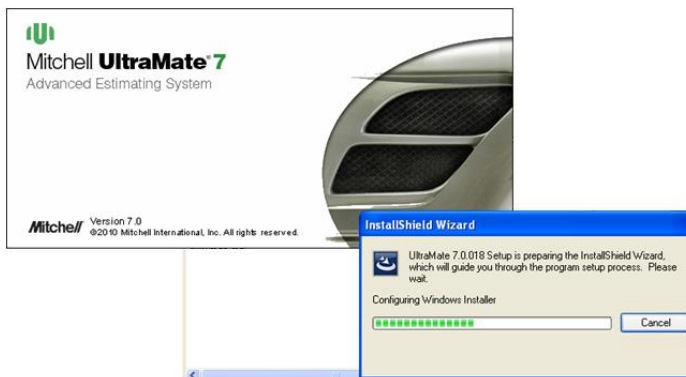 Mitchell UltraMate® 7
Advanced Estimating System
Mitchell
Version 7.0
©2010 Mitchell International, Inc. All rights reserved.
InstallShield Wizard
UltraMate 7.0.018 Setup is preparing the InstallShield Wizard,
which will guide you through the program setup process. Please
wait.
Configuring Windows Installer
Cancel